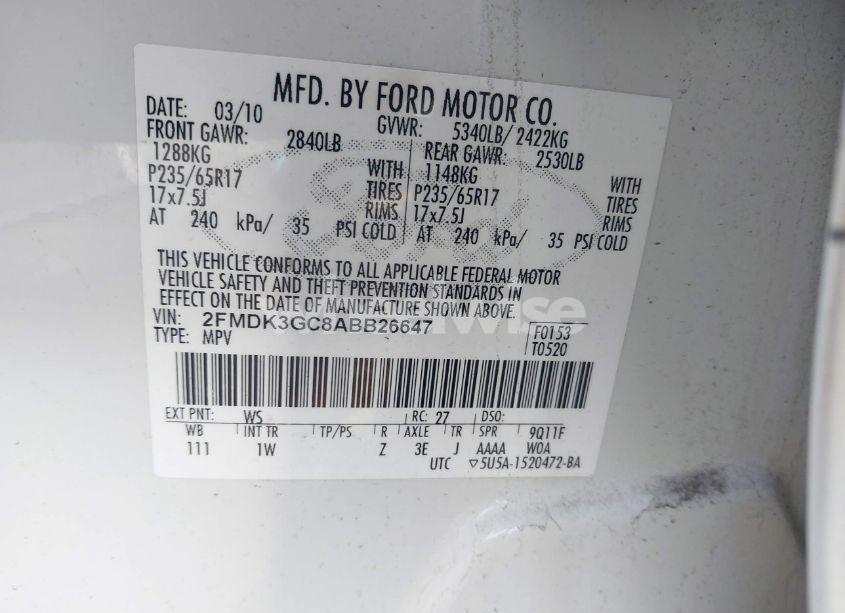 MFD. BY FORD MOTOR CO.
DATE: 03/10 GVWR: 5340LB/ 2422KG
FRONT GAWR: 2840LB REAR GAWR: 2530LB
1288KG WITH 1148KG WITH
P235/65R17 TIRES P235/65R17 TIRES
17x7.5J RIMS 17x7.5J RIMS
AT 240 kPa/ 35 PSI COLD AT 240 kPa/ 35 PSI COLD
THIS VEHICLE CONFORMS TO ALL APPLICABLE FEDERAL MOTOR
VEHICLE SAFETY AND THEFT PREVENTION STANDARDS IN
EFFECT ON THE DATE OF MANUFACTURE SHOWN ABOVE.
VIN: 2FMDK3GC8ABB26647 F0153
TYPE: MPV T0520
EXT PNT: WS RC: 27 DSO:
WB INT TR TP/PS R AXLE TR SPR 9Q11F
111 1W Z 3E J AAAA WOA
UTC ▽5U5A-1520472-BA